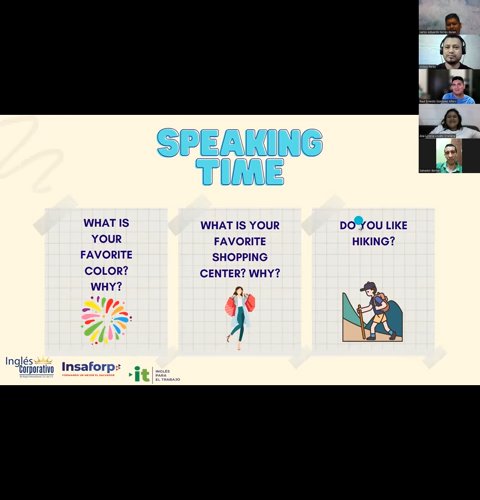 SPEAKING
TIME
WHAT IS
YOUR
FAVORITE
COLOR?
WHY?
WHAT IS YOUR
FAVORITE
SHOPPING
CENTER? WHY?
DO YOU LIKE
HIKING?
Inglés
Corporativo
Insaforp
it
INGLÉS
PARA
EL TRABAJO